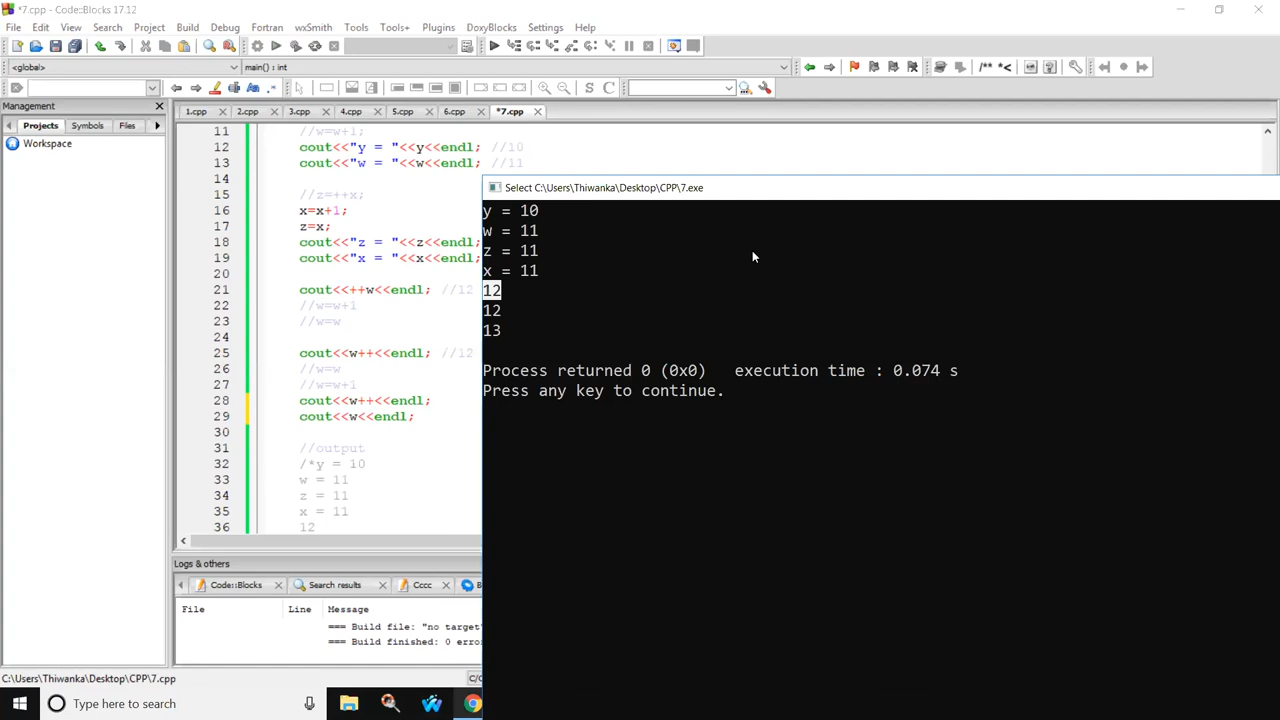 *7.cpp - Code::Blocks 17.12
File Edit View Search Project Build Debug Fortran wxSmith Tools Tools+ Plugins DoxyBlocks Settings Help
<global> main() : int
/** *<
S C
Management
Projects Symbols Files
Workspace
1.cpp 2.cpp 3.cpp 4.cpp 5.cpp 6.cpp *7.cpp
11 //w=w+1;
12 cout<<"y = "<<y<<endl; //10
13 cout<<"w = "<<w<<endl; //11
14
15 //z=++x;
16 x=x+1;
17 z=x;
18 cout<<"z = "<<z<<endl;
19 cout<<"x = "<<x<<endl;
20
21 cout<<++w<<endl; //12
22 //w=w+1
23 //w=w
24
25 cout<<w++<<endl; //12
26 //w=w
27 //w=w+1
28 cout<<w++<<endl;
29 cout<<w<<endl;
30
31 //output
32 /*y = 10
33 w = 11
34 z = 11
35 x = 11
36 12
Select C:\Users\Thiwanka\Desktop\CPP\7.exe
y = 10
w = 11
z = 11
x = 11
12
12
13
Process returned 0 (0x0) execution time : 0.074 s
Press any key to continue.
Logs & others
Code::Blocks Search results Cccc
File Line Message
=== Build file: "no target"
=== Build finished: 0 erro
C:\Users\Thiwanka\Desktop\CPP\7.cpp
Type here to search